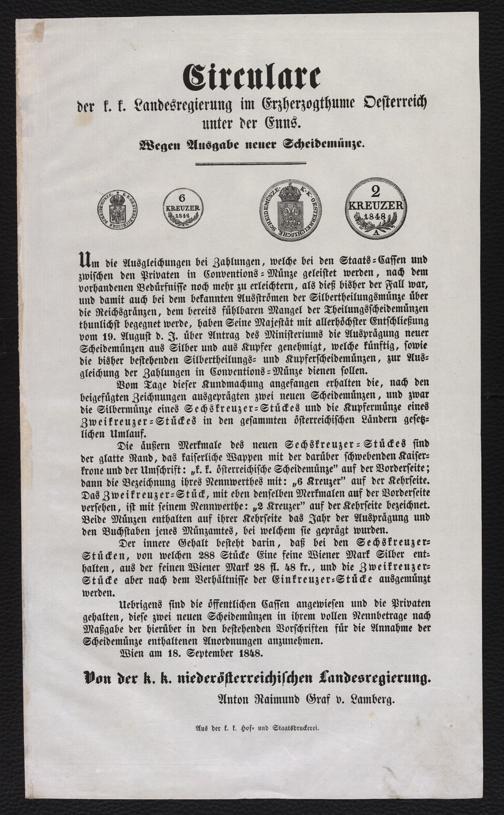 Circulare
der k. k. Landesregierung im Erzherzogthume Oesterreich
unter der Enns.
Wegen Ausgabe neuer Scheidemünze.
6
KREUZER
1848
SCHEIDEMÜNZE K·K·OESTERREICHISCHE
2
KREUZER
1848
A
Um die Ausgleichungen bei Zahlungen, welche bei den Staats-Cassen und
zwischen den Privaten in Conventions-Münze geleistet werden, nach dem
vorhandenen Bedürfnisse noch mehr zu erleichtern, als dieß bisher der Fall war,
und damit auch bei dem bekannten Ausströmen der Silbertheilungsmünze über
die Reichsgränzen, dem bereits fühlbaren Mangel der Theilungsscheidemünzen
thunlichst begegnet werde, haben Seine Majestät mit allerhöchster Entschließung
vom 19. August d. J. über Antrag des Ministeriums die Ausprägung neuer
Scheidemünzen aus Silber und aus Kupfer genehmigt, welche künftig, sowie
die bisher bestehenden Silbertheilungs- und Kupferscheidemünzen, zur Aus-
gleichung der Zahlungen in Conventions-Münze dienen sollen.
Vom Tage dieser Kundmachung angefangen erhalten die, nach den
beigefügten Zeichnungen ausgeprägten zwei neuen Scheidemünzen, und zwar
die Silbermünze eines Sechskreuzer-Stückes und die Kupfermünze eines
Zweikreuzer-Stückes in den gesammten österreichischen Ländern gesetz-
lichen Umlauf.
Die äußern Merkmale des neuen Sechskreuzer-Stückes sind
der glatte Rand, das kaiserliche Wappen mit der darüber schwebenden Kaiser-
krone und der Umschrift: „k. k. österreichische Scheidemünze" auf der Vorderseite;
dann die Bezeichnung ihres Nennwerthes mit: „6 Kreuzer" auf der Kehrseite.
Das Zweikreuzer-Stück, mit eben denselben Merkmalen auf der Vorderseite
versehen, ist mit seinem Nennwerthe: „2 Kreuzer" auf der Kehrseite bezeichnet.
Beide Münzen enthalten auf ihrer Kehrseite das Jahr der Ausprägung und
den Buchstaben jenes Münzamtes, bei welchem sie geprägt wurden.
Der innere Gehalt besteht darin, daß bei den Sechskreuzer-
Stücken, von welchen 288 Stücke Eine feine Wiener Mark Silber ent-
halten, aus der feinen Wiener Mark 28 fl. 48 kr., und die Zweikreuzer-
Stücke aber nach dem Verhältnisse der Einkreuzer-Stücke ausgemünzt
werden.
Uebrigens sind die öffentlichen Cassen angewiesen und die Privaten
gehalten, diese zwei neuen Scheidemünzen in ihrem vollen Nennbetrage nach
Maßgabe der hierüber in den bestehenden Vorschriften für die Annahme der
Scheidemünze enthaltenen Anordnungen anzunehmen.
Wien am 18. September 1848.
Von der k. k. niederösterreichischen Landesregierung.
Anton Raimund Graf v. Lamberg.
Aus der k. k. Hof- und Staatsdruckerei.